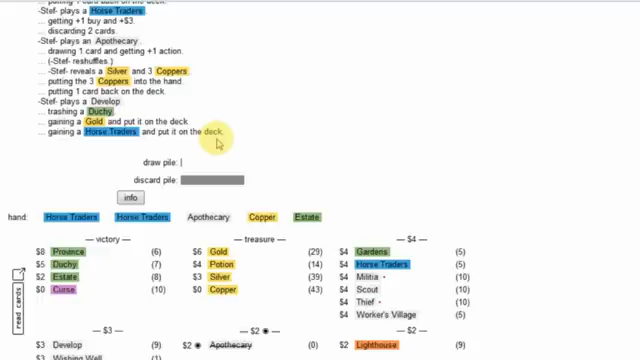 ... putting 1 card back on the deck.
-Stef- plays a Horse Traders.
... getting +1 buy and +$3.
... discarding 2 cards.
-Stef- plays an Apothecary.
... drawing 1 card and getting +1 action.
... (-Stef- reshuffles.)
... -Stef- reveals a Silver and 3 Coppers.
... putting the 3 Coppers into the hand.
... putting 1 card back on the deck.
-Stef- plays a Develop.
... trashing a Duchy.
... gaining a Gold and put it on the deck.
... gaining a Horse Traders and put it on the deck.
draw pile:
discard pile:
info
hand: Horse Traders Horse Traders Apothecary Copper Estate
— victory — — treasure — — $4 —
$8 Province (6) $6 Gold (29) $4 Gardens (5)
$5 Duchy (7) $4 Potion (14) $4 Horse Traders (5)
$2 Estate (8) $3 Silver (39) $4 Militia (10)
$0 Curse (10) $0 Copper (43) $4 Scout (10)
$4 Thief (10)
$4 Worker's Village (5)
read cards
— $3 — — $2 ◉ — — $2 —
$3 Develop (9) $2 ◉ Apothecary (0) $2 Lighthouse (9)
$3 Wishing Well